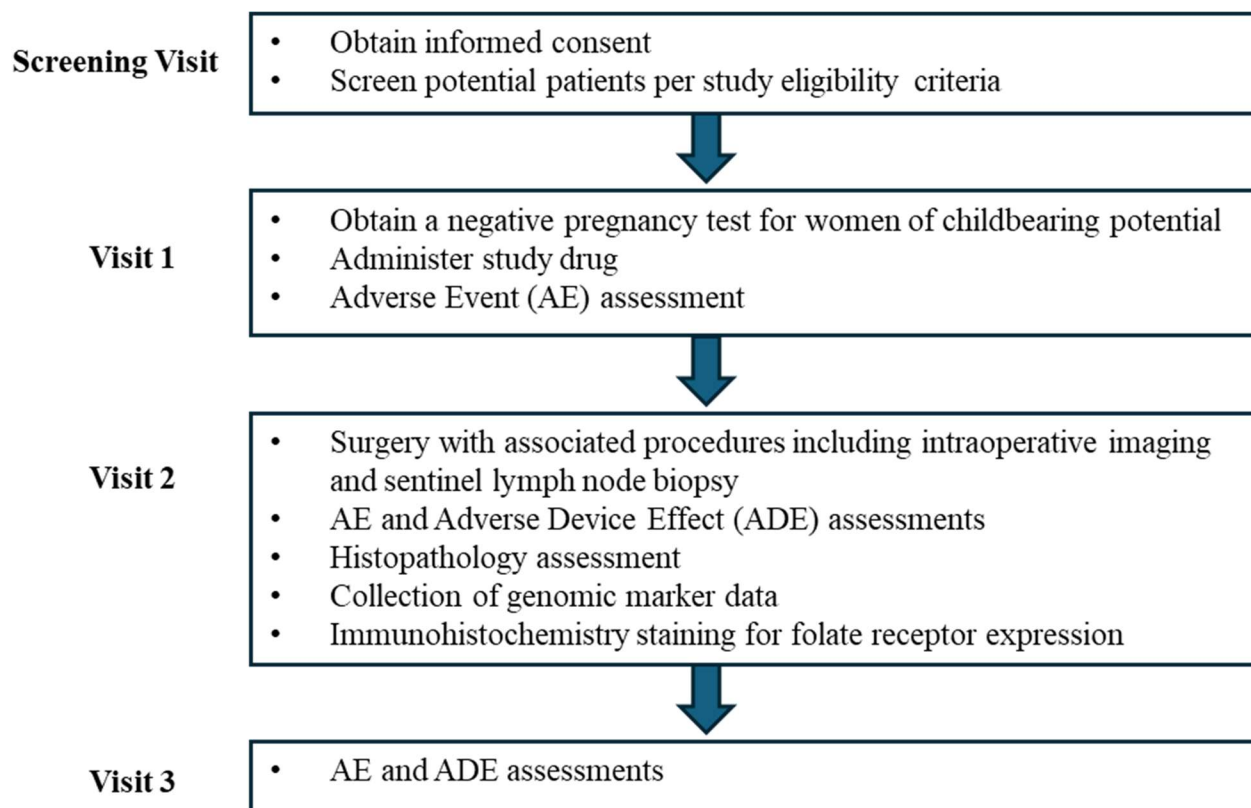 Screening Visit
• Obtain informed consent
• Screen potential patients per study eligibility criteria
Visit 1
• Obtain a negative pregnancy test for women of childbearing potential
• Administer study drug
• Adverse Event (AE) assessment
Visit 2
• Surgery with associated procedures including intraoperative imaging
and sentinel lymph node biopsy
• AE and Adverse Device Effect (ADE) assessments
• Histopathology assessment
• Collection of genomic marker data
• Immunohistochemistry staining for folate receptor expression
Visit 3
• AE and ADE assessments